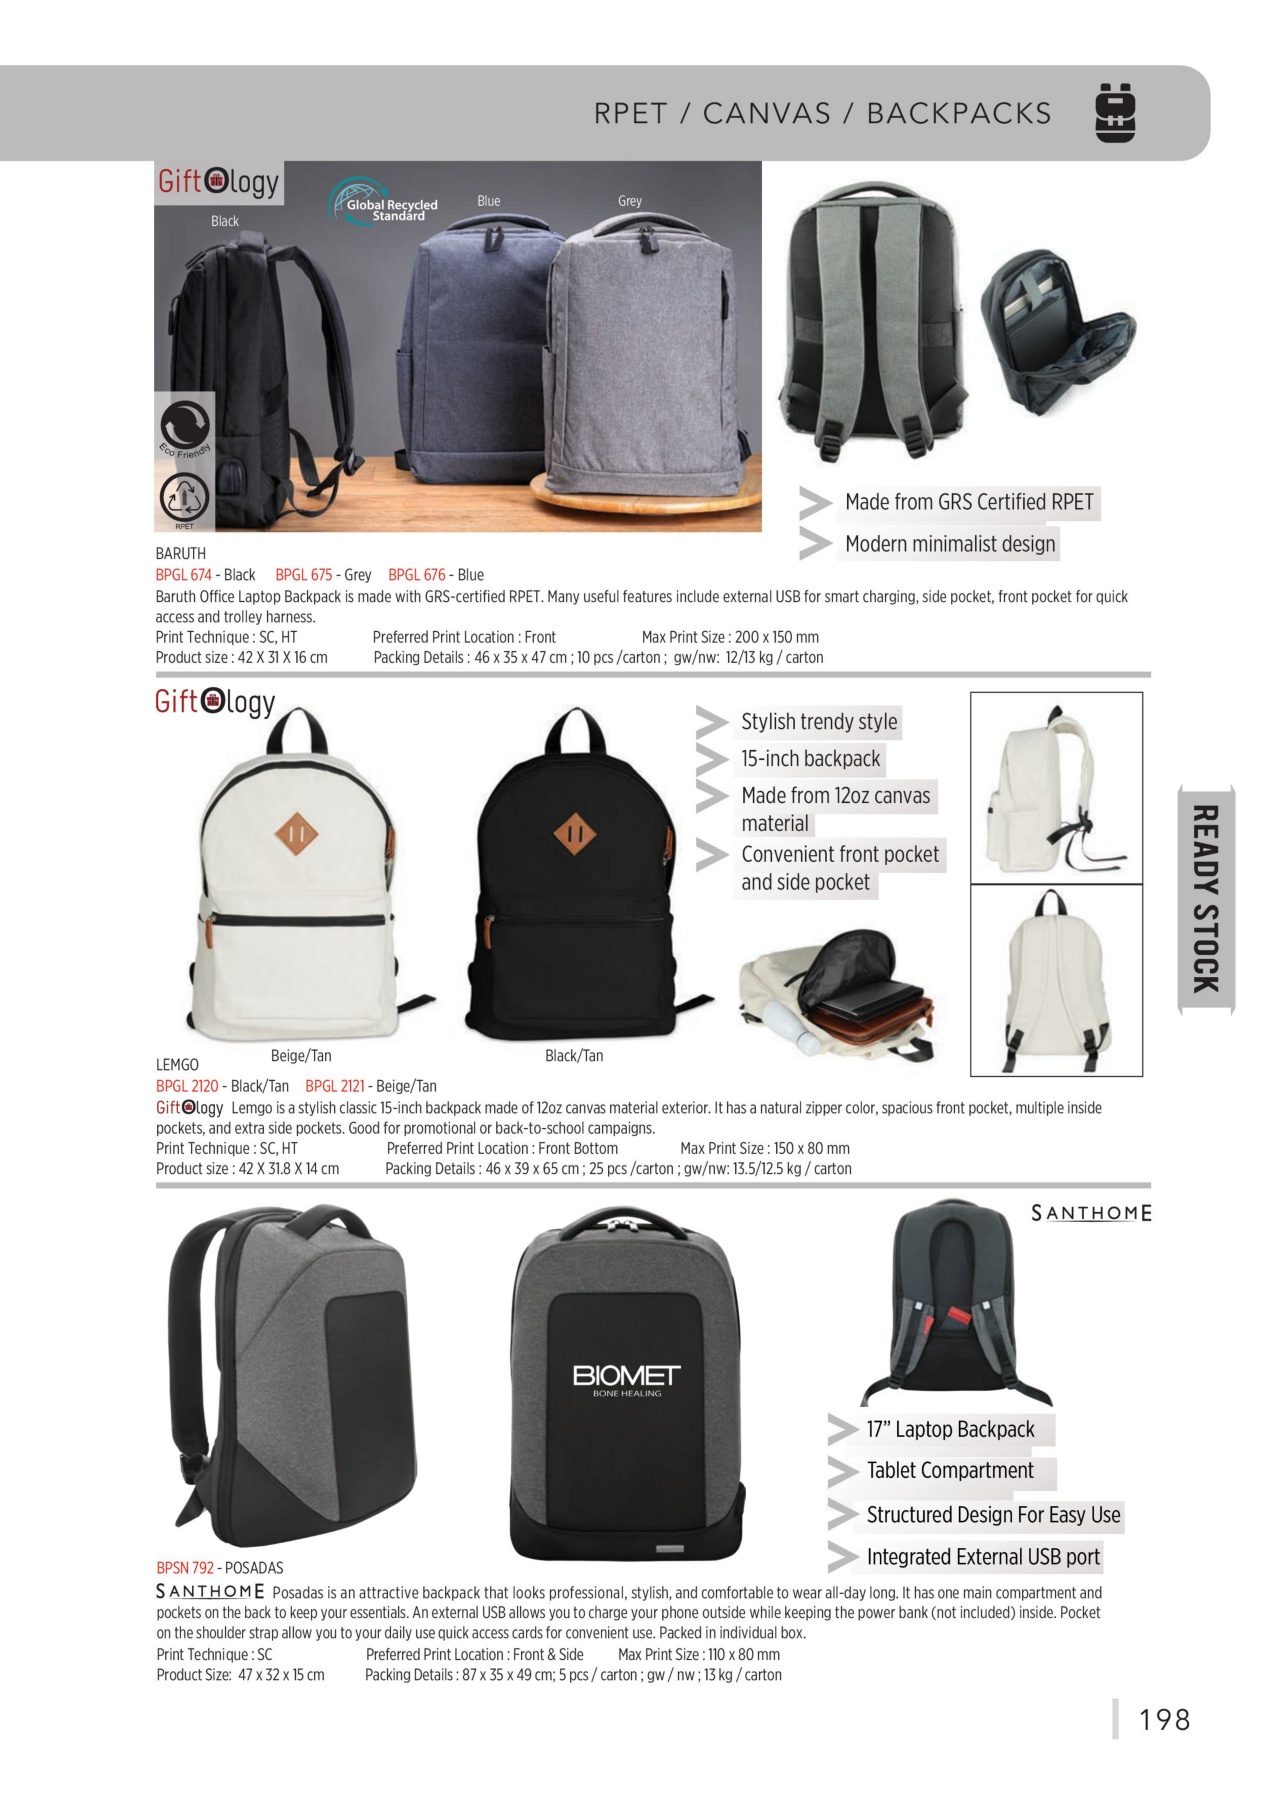 RPET / CANVAS / BACKPACKS
GiftOlogy
Global Recycled
Standard
Black
Blue
Grey
Eco Friendly
RPET
Made from GRS Certified RPET
Modern minimalist design
BARUTH
BPGL 674 - Black BPGL 675 - Grey BPGL 676 - Blue
Baruth Office Laptop Backpack is made with GRS-certified RPET. Many useful features include external USB for smart charging, side pocket, front pocket for quick
access and trolley harness.
Print Technique : SC, HT Preferred Print Location : Front Max Print Size : 200 x 150 mm
Product size : 42 X 31 X 16 cm Packing Details : 46 x 35 x 47 cm ; 10 pcs /carton ; gw/nw: 12/13 kg / carton
GiftOlogy
Stylish trendy style
15-inch backpack
Made from 12oz canvas
material
Convenient front pocket
and side pocket
READY STOCK
Beige/Tan
Black/Tan
LEMGO
BPGL 2120 - Black/Tan BPGL 2121 - Beige/Tan
GiftOlogy Lemgo is a stylish classic 15-inch backpack made of 12oz canvas material exterior. It has a natural zipper color, spacious front pocket, multiple inside
pockets, and extra side pockets. Good for promotional or back-to-school campaigns.
Print Technique : SC, HT Preferred Print Location : Front Bottom Max Print Size : 150 x 80 mm
Product size : 42 X 31.8 X 14 cm Packing Details : 46 x 39 x 65 cm ; 25 pcs /carton ; gw/nw: 13.5/12.5 kg / carton
SANTHOME
BIOMET
BONE HEALING
17” Laptop Backpack
Tablet Compartment
Structured Design For Easy Use
Integrated External USB port
BPSN 792 - POSADAS
SANTHOME Posadas is an attractive backpack that looks professional, stylish, and comfortable to wear all-day long. It has one main compartment and
pockets on the back to keep your essentials. An external USB allows you to charge your phone outside while keeping the power bank (not included) inside. Pocket
on the shoulder strap allow you to your daily use quick access cards for convenient use. Packed in individual box.
Print Technique : SC Preferred Print Location : Front & Side Max Print Size : 110 x 80 mm
Product Size: 47 x 32 x 15 cm Packing Details : 87 x 35 x 49 cm; 5 pcs / carton ; gw / nw ; 13 kg / carton
198